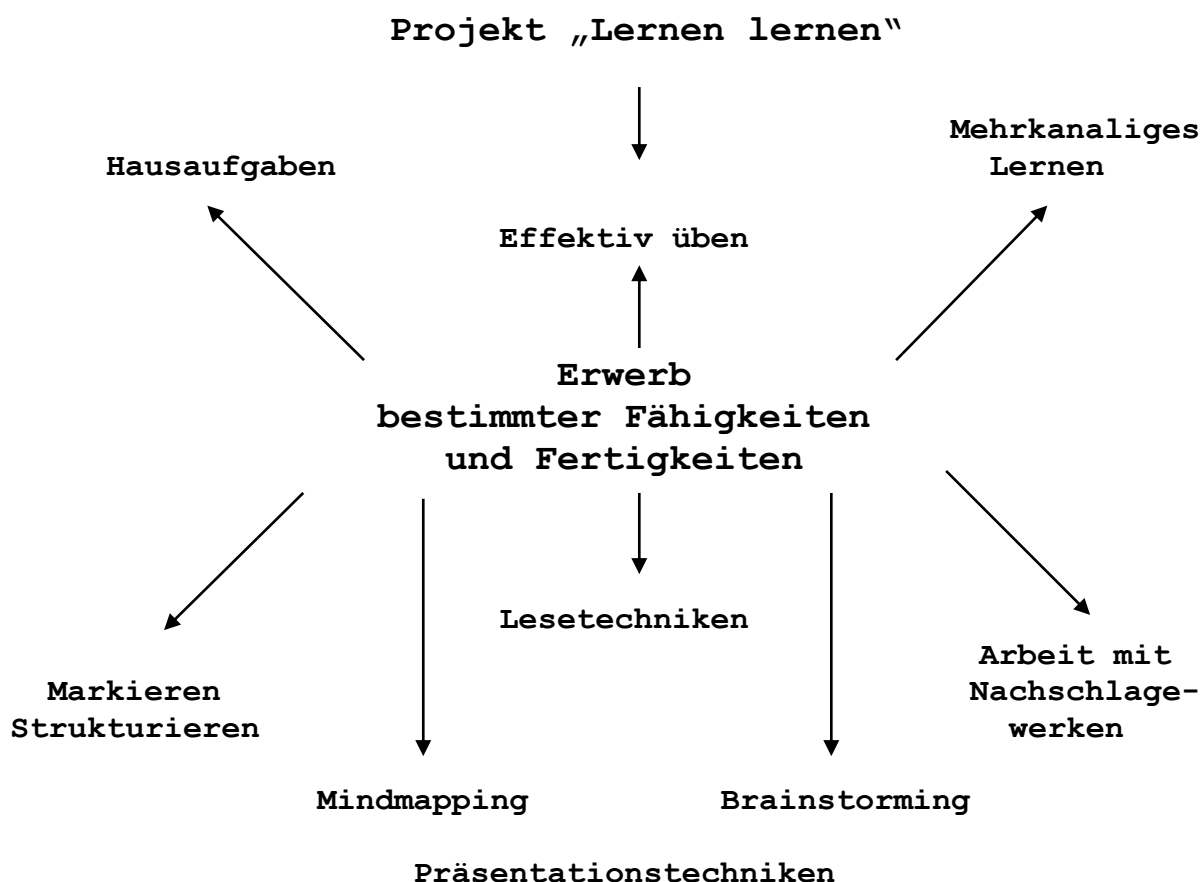 Projekt „Lernen lernen“
Mehrkanaliges
Lernen
Hausaufgaben
Effektiv üben
Erwerb
bestimmter Fähigkeiten
und Fertigkeiten
Lesetechniken
Markieren
Strukturieren
Arbeit mit
Nachschlage-
werken
Mindmapping
Brainstorming
Präsentationstechniken